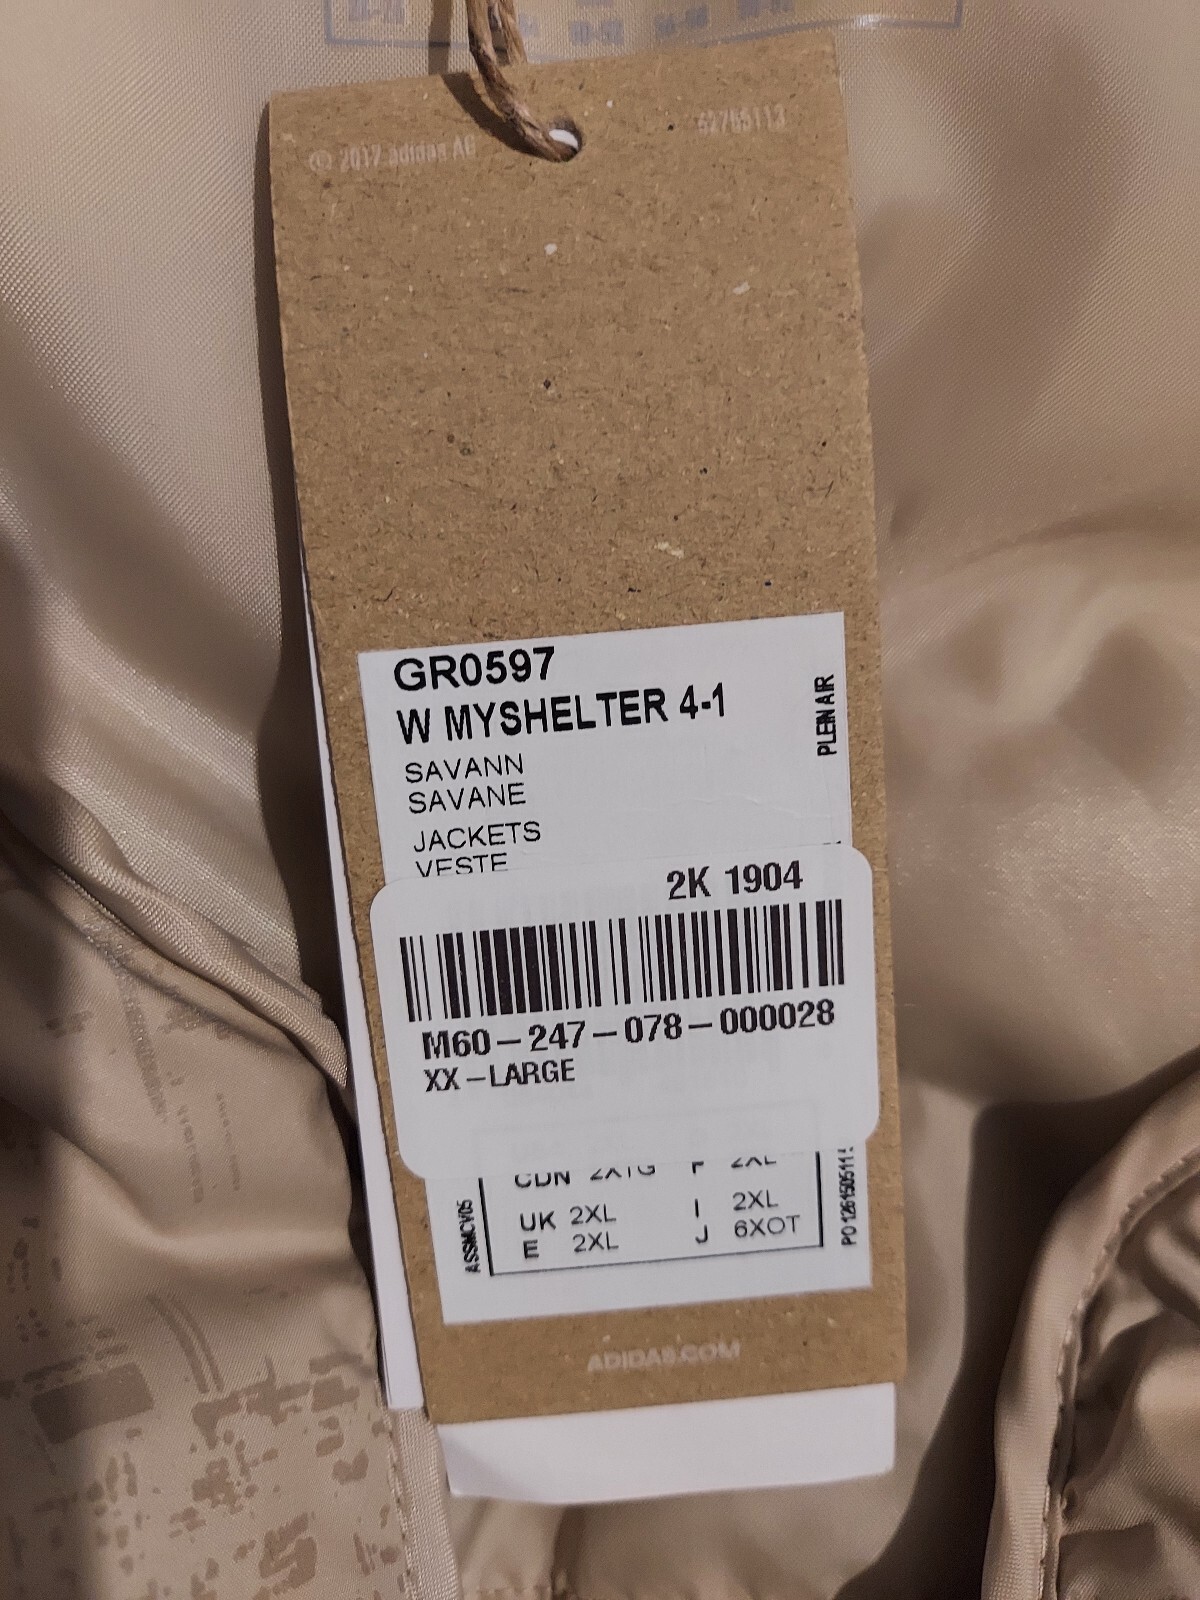 © 2017 adidas AG
GR0597
W MYSHELTER 4-1
PLEIN AIR
SAVANN
SAVANE
JACKETS
VESTE
2K 1904
M60-247-078-000028
XX-LARGE
CDN 2XTG F 2XL
UK 2XL I 2XL
E 2XL J 6XOT
ASSMCV05
ADIDAS.COM